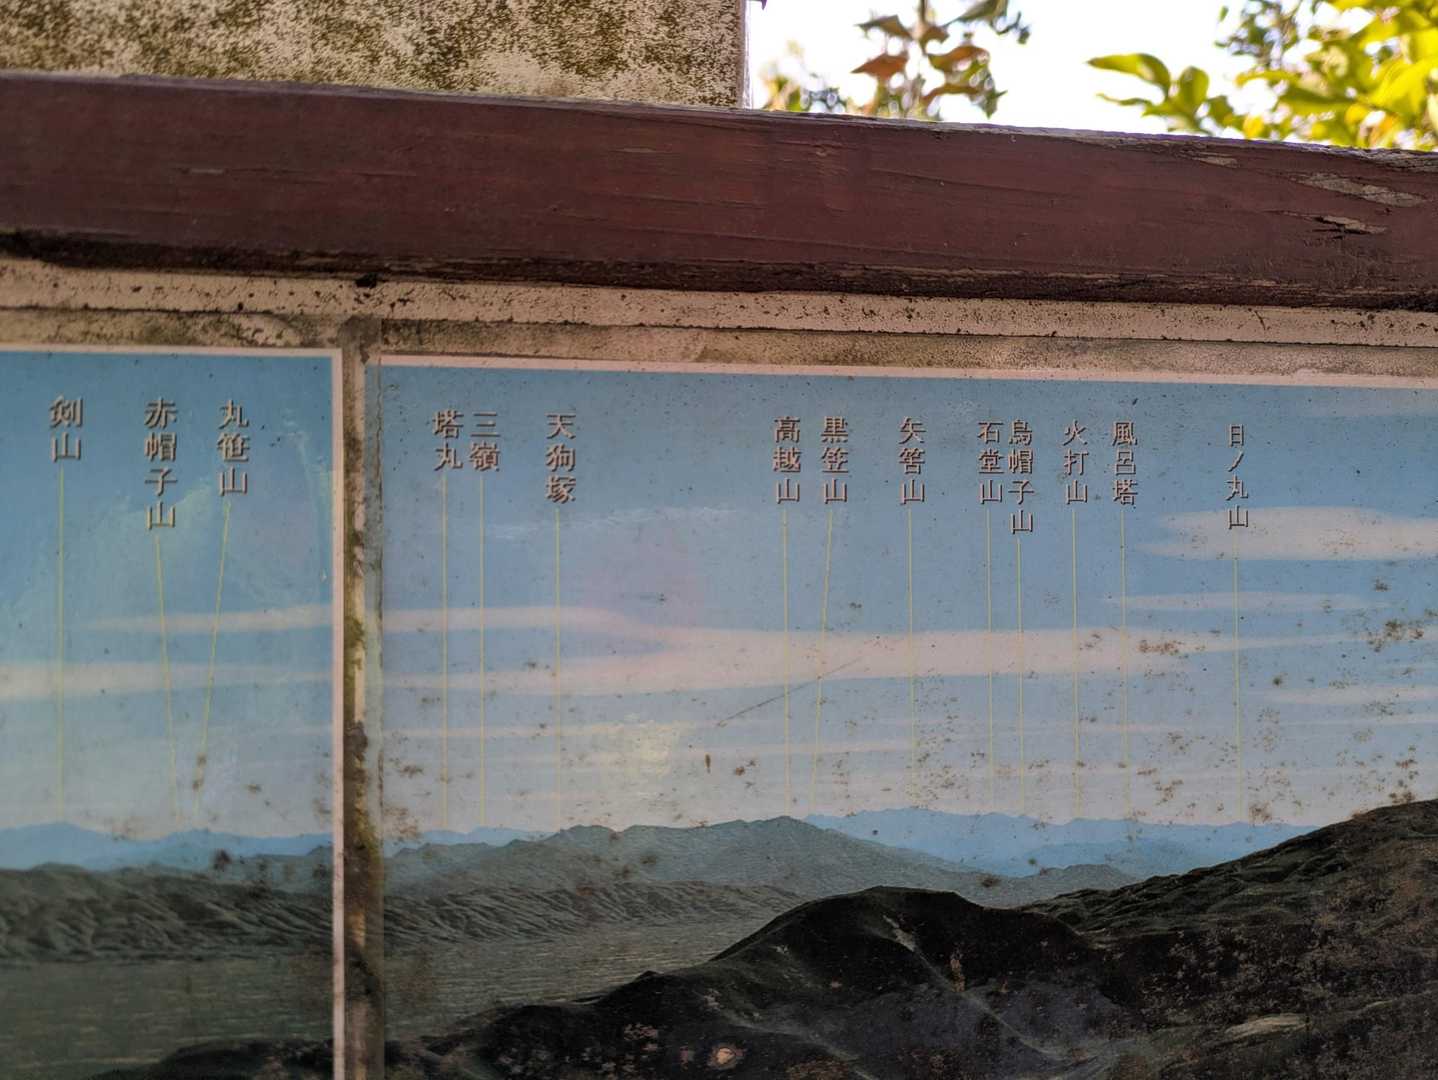 剣山
赤帽子山
丸笹山
塔丸
三嶺
天狗塚
高越山
黒笠山
矢筈山
石堂山
烏帽子山
火打山
風呂塔
日ノ丸山